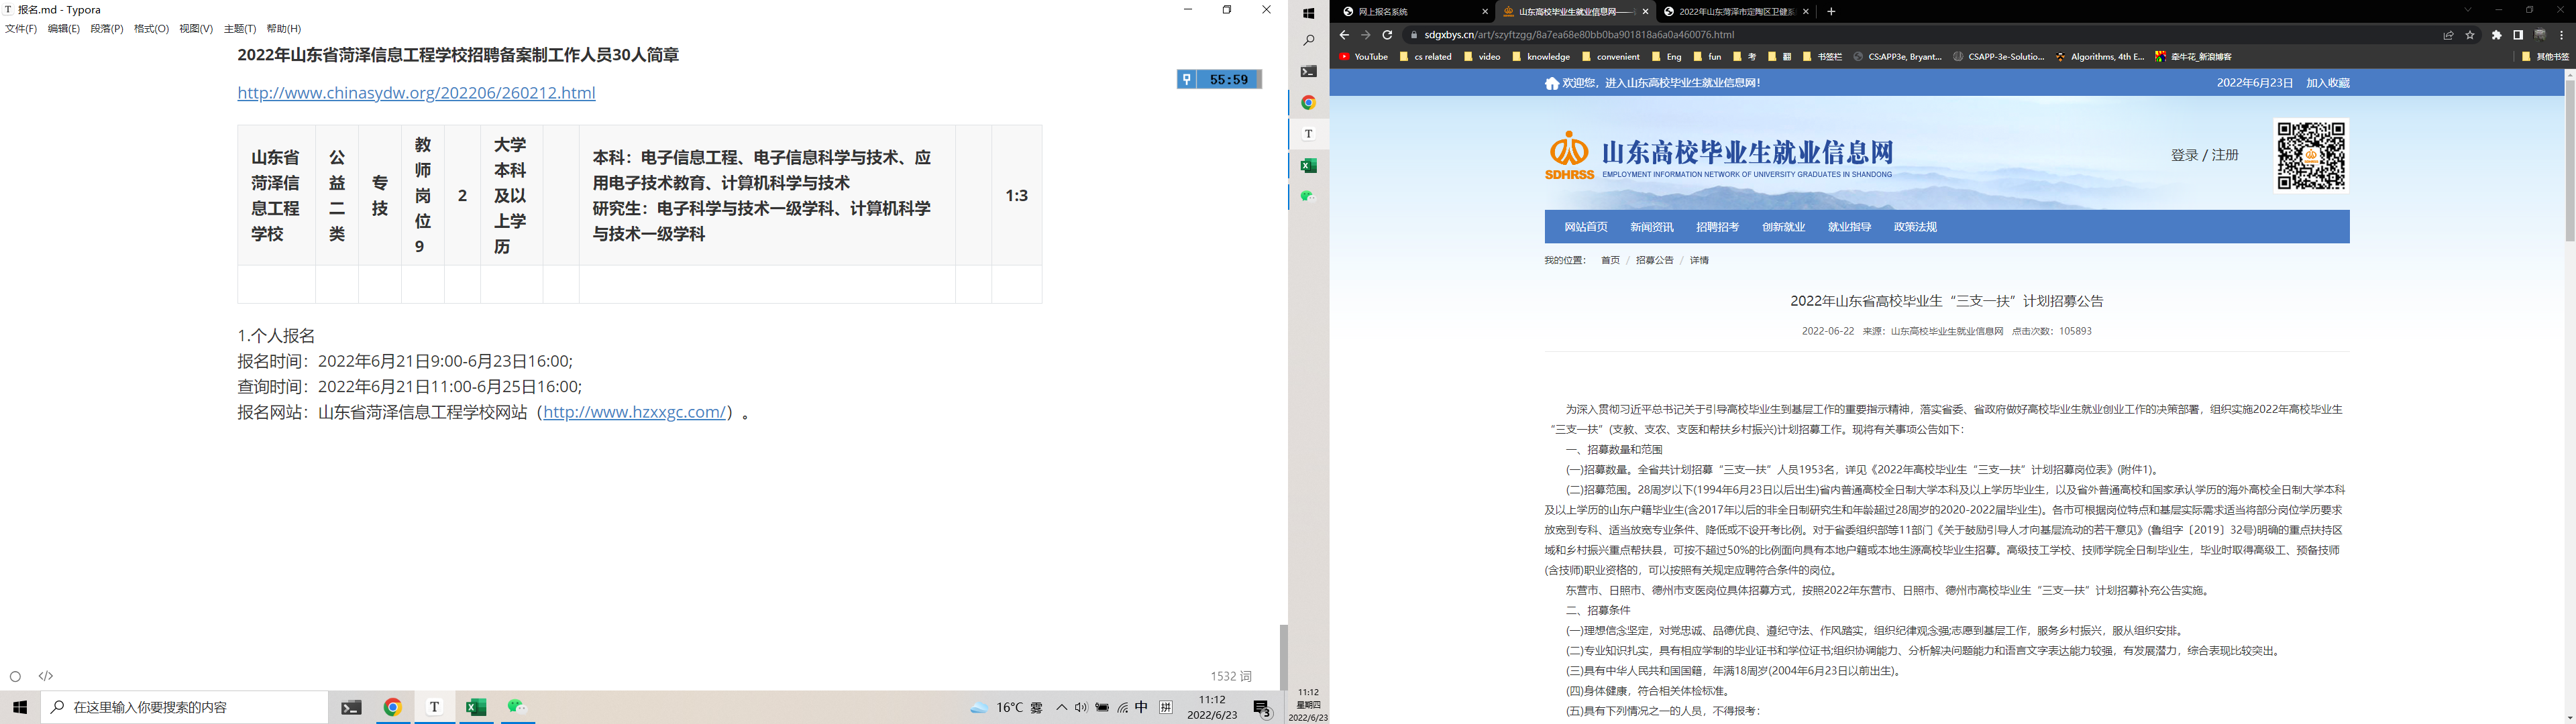 报名.md - Typora
文件(F) 编辑(E) 段落(P) 格式(O) 视图(V) 主题(T) 帮助(H)
2022年山东省菏泽信息工程学校招聘备案制工作人员30人简章
55:59
http://www.chinasydw.org/202206/260212.html
山东省菏泽信息工程学校
公益二类
专技
教师岗位9
2
大学本科及以上学历
本科：电子信息工程、电子信息科学与技术、应
用电子技术教育、计算机科学与技术
研究生：电子科学与技术一级学科、计算机科学
与技术一级学科
1:3
1.个人报名
报名时间：2022年6月21日9:00-6月23日16:00;
查询时间：2022年6月21日11:00-6月25日16:00;
报名网站：山东省菏泽信息工程学校网站（http://www.hzxxgc.com/）。
1532 词
在这里输入你要搜索的内容
16°C 雾
中
拼
11:12
2022/6/23
3
11:12
星期四
2022/6/23
网上报名系统
山东高校毕业生就业信息网——
2022年山东菏泽市定陶区卫健系
sdgxbys.cn/art/szyftzgg/8a7ea68e80bb0ba901818a6a0a460076.html
YouTube cs related video knowledge convenient Eng fun 考 翻 书签栏 CS:APP3e, Bryant... CSAPP-3e-Solutio... Algorithms, 4th E... 牵牛花_新浪博客 其他书签
欢迎您，进入山东高校毕业生就业信息网！
2022年6月23日 加入收藏
SDHRSS
山东高校毕业生就业信息网
EMPLOYMENT INFORMATION NETWORK OF UNIVERSITY GRADUATES IN SHANDONG
登录 / 注册
网站首页 新闻资讯 招聘招考 创新就业 就业指导 政策法规
我的位置： 首页 / 招募公告 / 详情
2022年山东省高校毕业生“三支一扶”计划招募公告
2022-06-22 来源：山东高校毕业生就业信息网 点击次数：105893
为深入贯彻习近平总书记关于引导高校毕业生到基层工作的重要指示精神，落实省委、省政府做好高校毕业生就业创业工作的决策部署，组织实施2022年高校毕业生
“三支一扶”(支教、支农、支医和帮扶乡村振兴)计划招募工作。现将有关事项公告如下：
一、招募数量和范围
(一)招募数量。全省共计划招募“三支一扶”人员1953名，详见《2022年高校毕业生“三支一扶”计划招募岗位表》(附件1)。
(二)招募范围。28周岁以下(1994年6月23日以后出生)省内普通高校全日制大学本科及以上学历毕业生，以及省外普通高校和国家承认学历的海外高校全日制大学本科
及以上学历的山东户籍毕业生(含2017年以后的非全日制研究生和年龄超过28周岁的2020-2022届毕业生)。各市可根据岗位特点和基层实际需求适当将部分岗位学历要求
放宽到专科、适当放宽专业条件、降低或不设开考比例。对于省委组织部等11部门《关于鼓励引导人才向基层流动的若干意见》(鲁组字〔2019〕32号)明确的重点扶持区
域和乡村振兴重点帮扶县，可按不超过50%的比例面向具有本地户籍或本地生源高校毕业生招募。高级技工学校、技师学院全日制毕业生，毕业时取得高级工、预备技师
(含技师)职业资格的，可以按照有关规定应聘符合条件的岗位。
东营市、日照市、德州市支医岗位具体招募方式，按照2022年东营市、日照市、德州市高校毕业生“三支一扶”计划招募补充公告实施。
二、招募条件
(一)理想信念坚定，对党忠诚、品德优良、遵纪守法、作风踏实，组织纪律观念强;志愿到基层工作，服务乡村振兴，服从组织安排。
(二)专业知识扎实，具有相应学制的毕业证书和学位证书;组织协调能力、分析解决问题能力和语言文字表达能力较强，有发展潜力，综合表现比较突出。
(三)具有中华人民共和国国籍，年满18周岁(2004年6月23日以前出生)。
(四)身体健康，符合相关体检标准。
(五)具有下列情况之一的人员，不得报考：